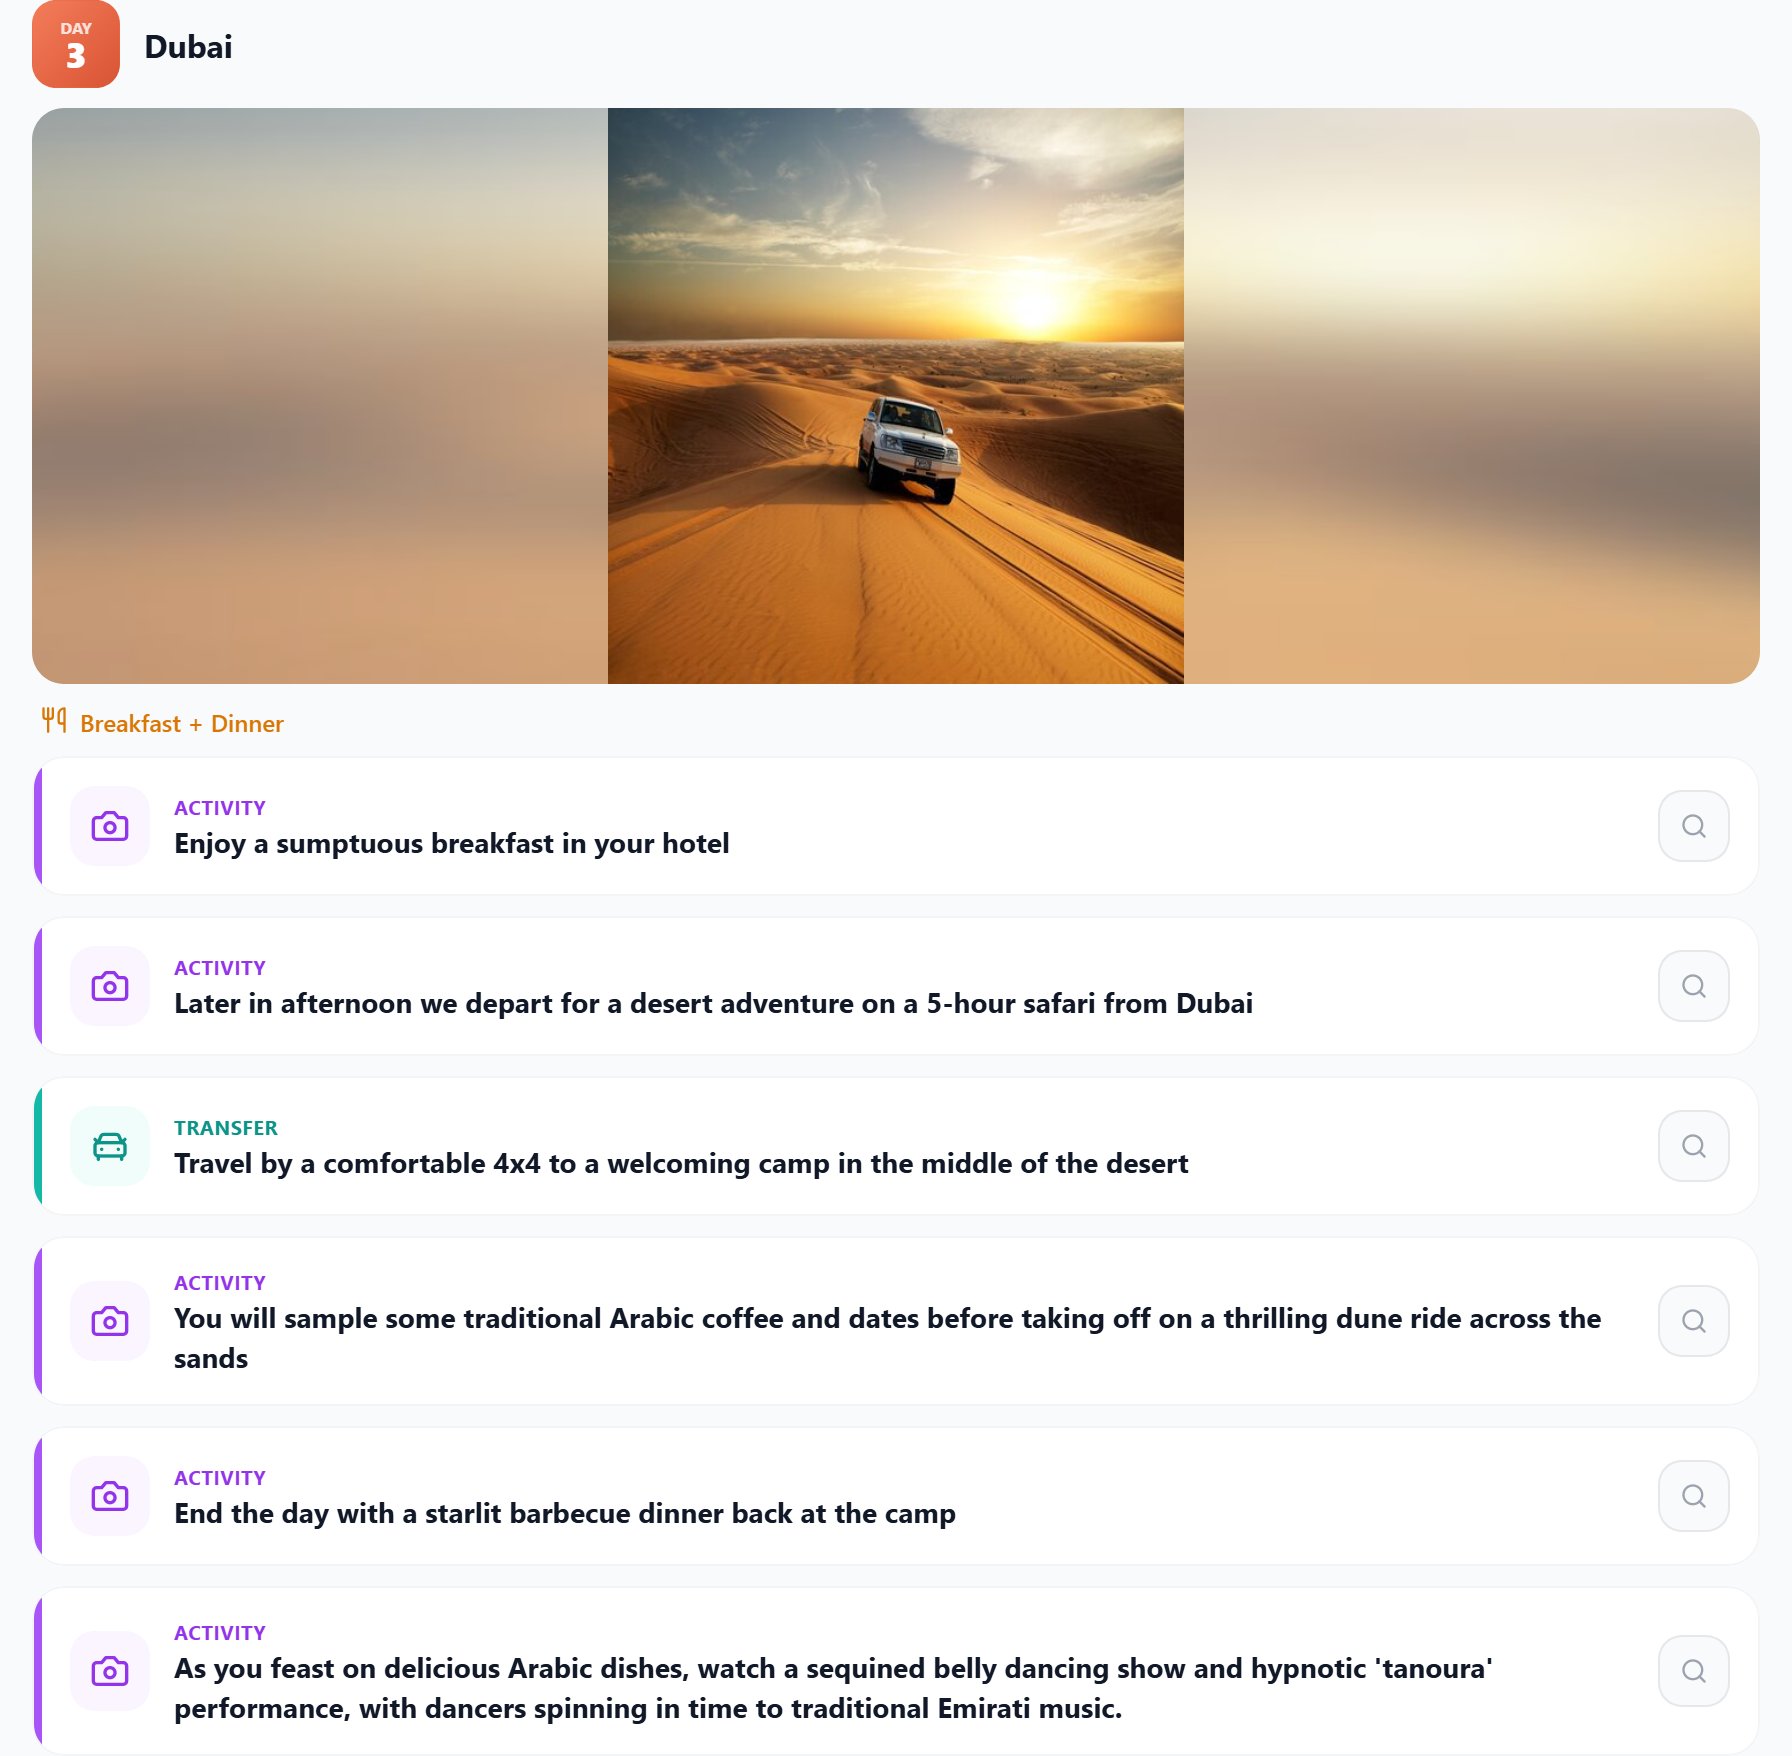 DAY
3
Dubai
Breakfast + Dinner
ACTIVITY
Enjoy a sumptuous breakfast in your hotel
ACTIVITY
Later in afternoon we depart for a desert adventure on a 5-hour safari from Dubai
TRANSFER
Travel by a comfortable 4x4 to a welcoming camp in the middle of the desert
ACTIVITY
You will sample some traditional Arabic coffee and dates before taking off on a thrilling dune ride across the
sands
ACTIVITY
End the day with a starlit barbecue dinner back at the camp
ACTIVITY
As you feast on delicious Arabic dishes, watch a sequined belly dancing show and hypnotic 'tanoura'
performance, with dancers spinning in time to traditional Emirati music.